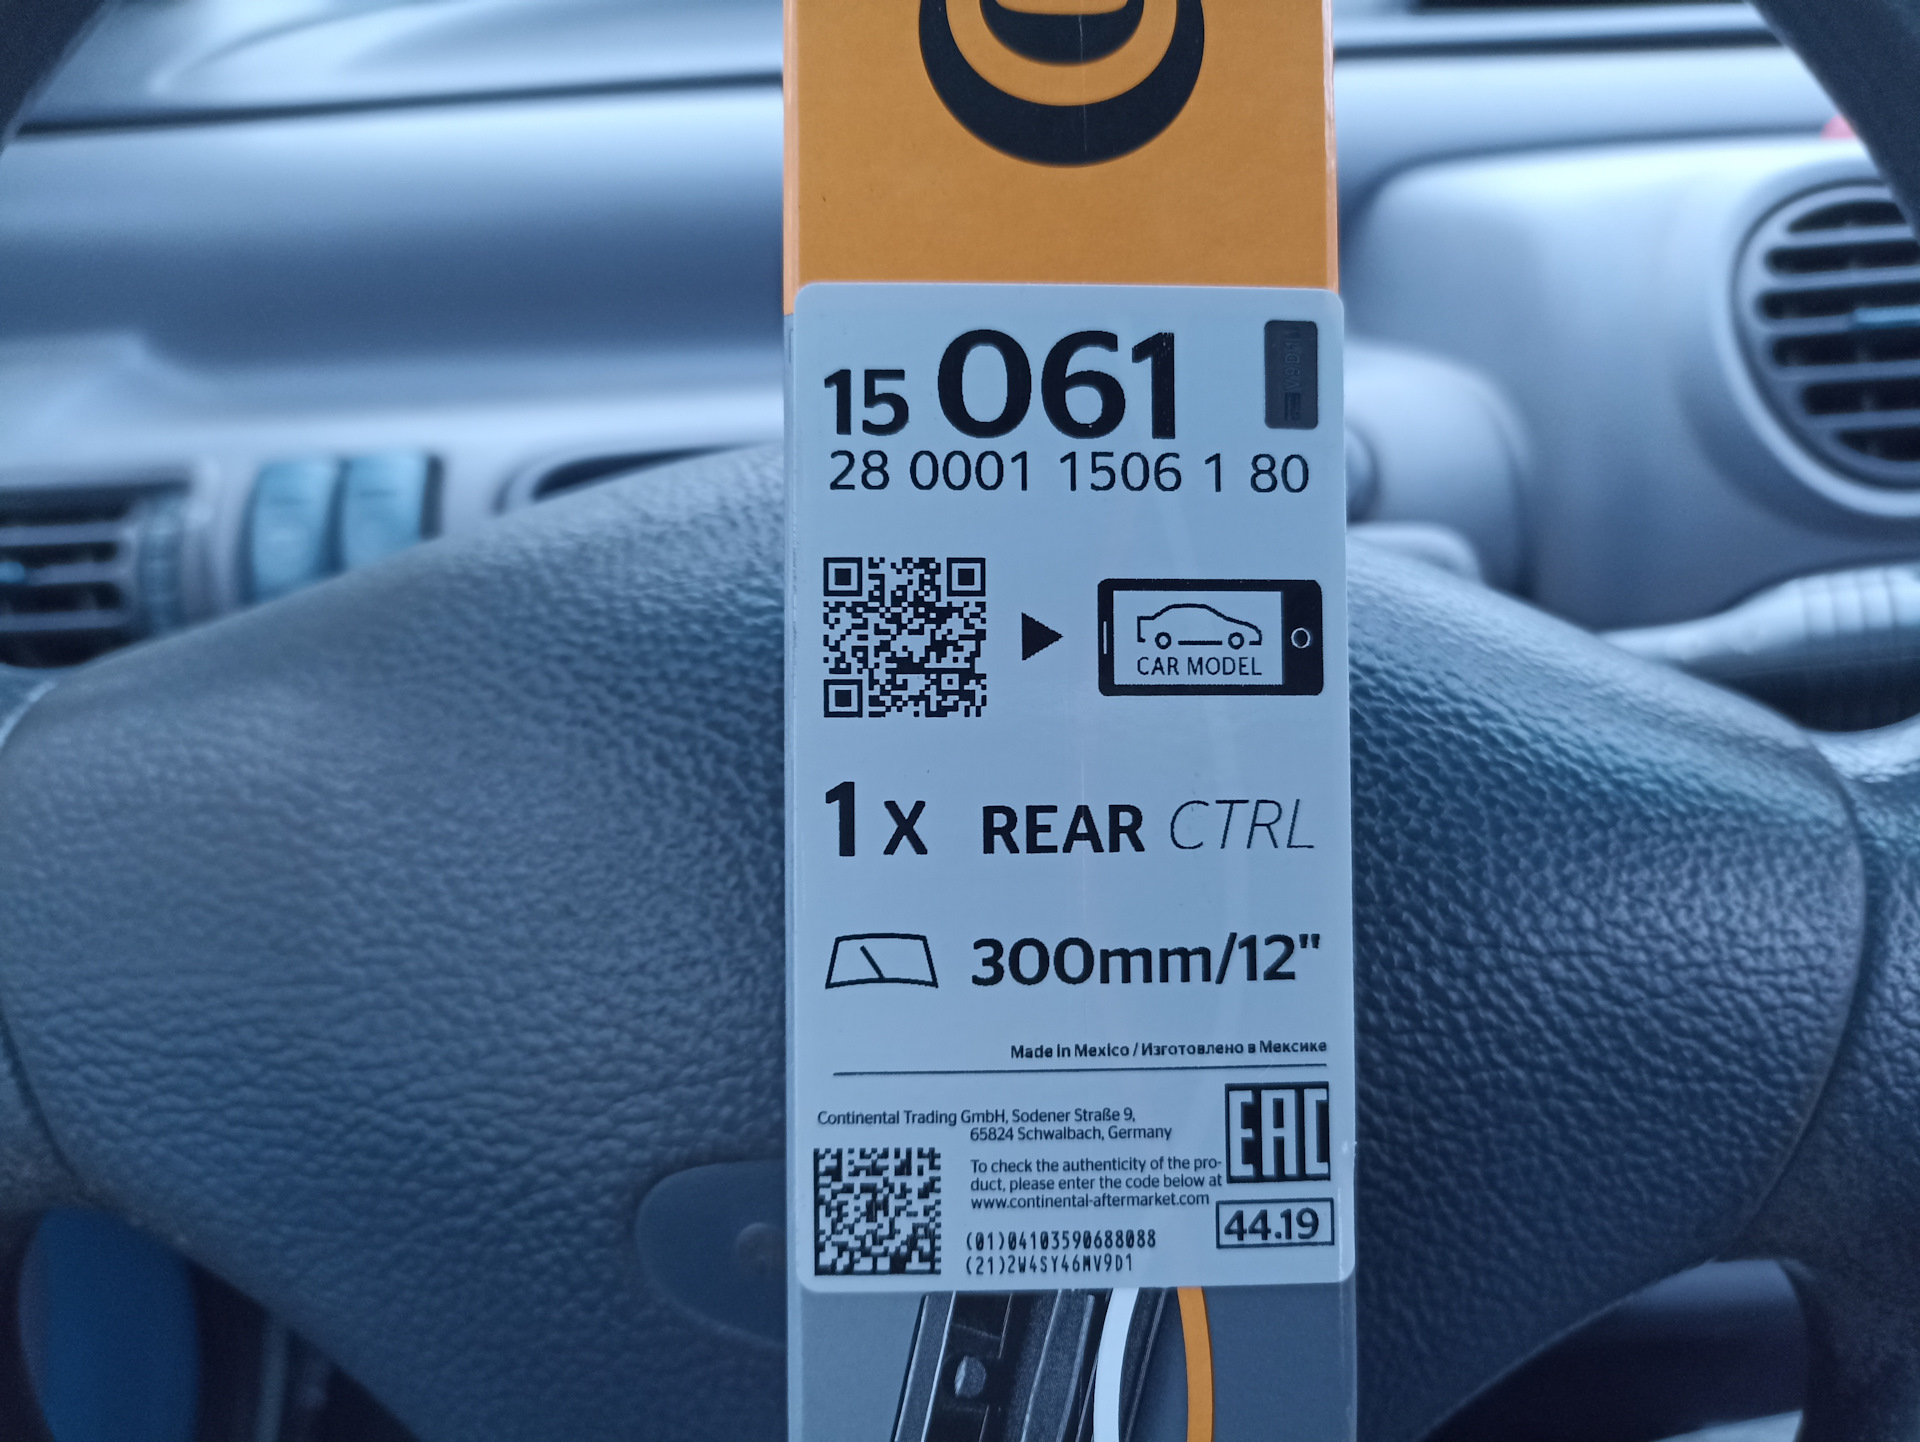 15 061
28 0001 1506 1 80
CAR MODEL
1 x REAR CTRL
300mm/12"
Made in Mexico / Изготовлено в Мексике
Continental Trading GmbH, Sodener Straße 9,
65824 Schwalbach, Germany
EAC
To check the authenticity of the pro-
duct, please enter the code below at
www.continental-aftermarket.com
44.19
(01)04103590688088
(21)2W4SY46MV9D1